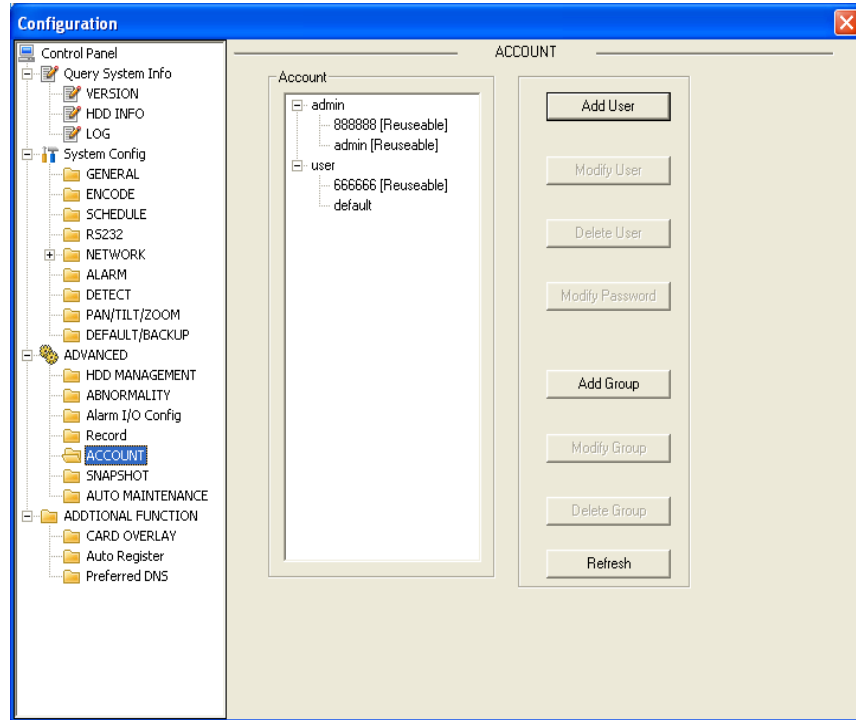 Configuration
Control Panel
Query System Info
VERSION
HDD INFO
LOG
System Config
GENERAL
ENCODE
SCHEDULE
RS232
NETWORK
ALARM
DETECT
PAN/TILT/ZOOM
DEFAULT/BACKUP
ADVANCED
HDD MANAGEMENT
ABNORMALITY
Alarm I/O Config
Record
ACCOUNT
SNAPSHOT
AUTO MAINTENANCE
ADDTIONAL FUNCTION
CARD OVERLAY
Auto Register
Preferred DNS
ACCOUNT
Account
admin
888888 [Reuseable]
admin [Reuseable]
user
666666 [Reuseable]
default
Add User
Modify User
Delete User
Modify Password
Add Group
Modify Group
Delete Group
Refresh